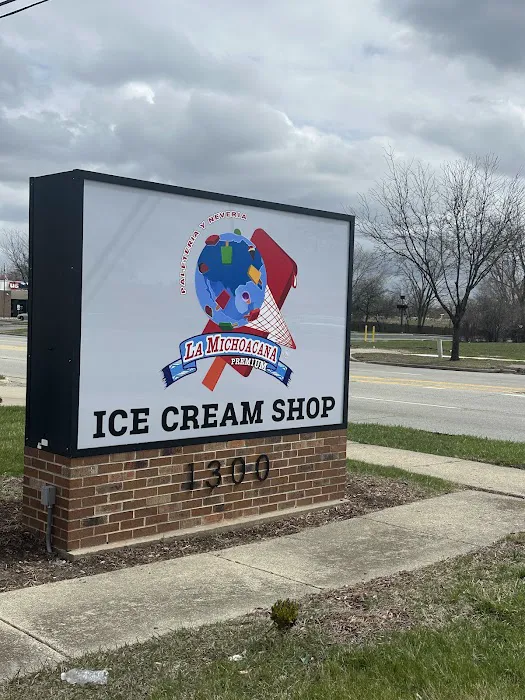 PALETERIA Y NEVERIA
LA MICHOACANA
PREMIUM
ICE CREAM SHOP
1300